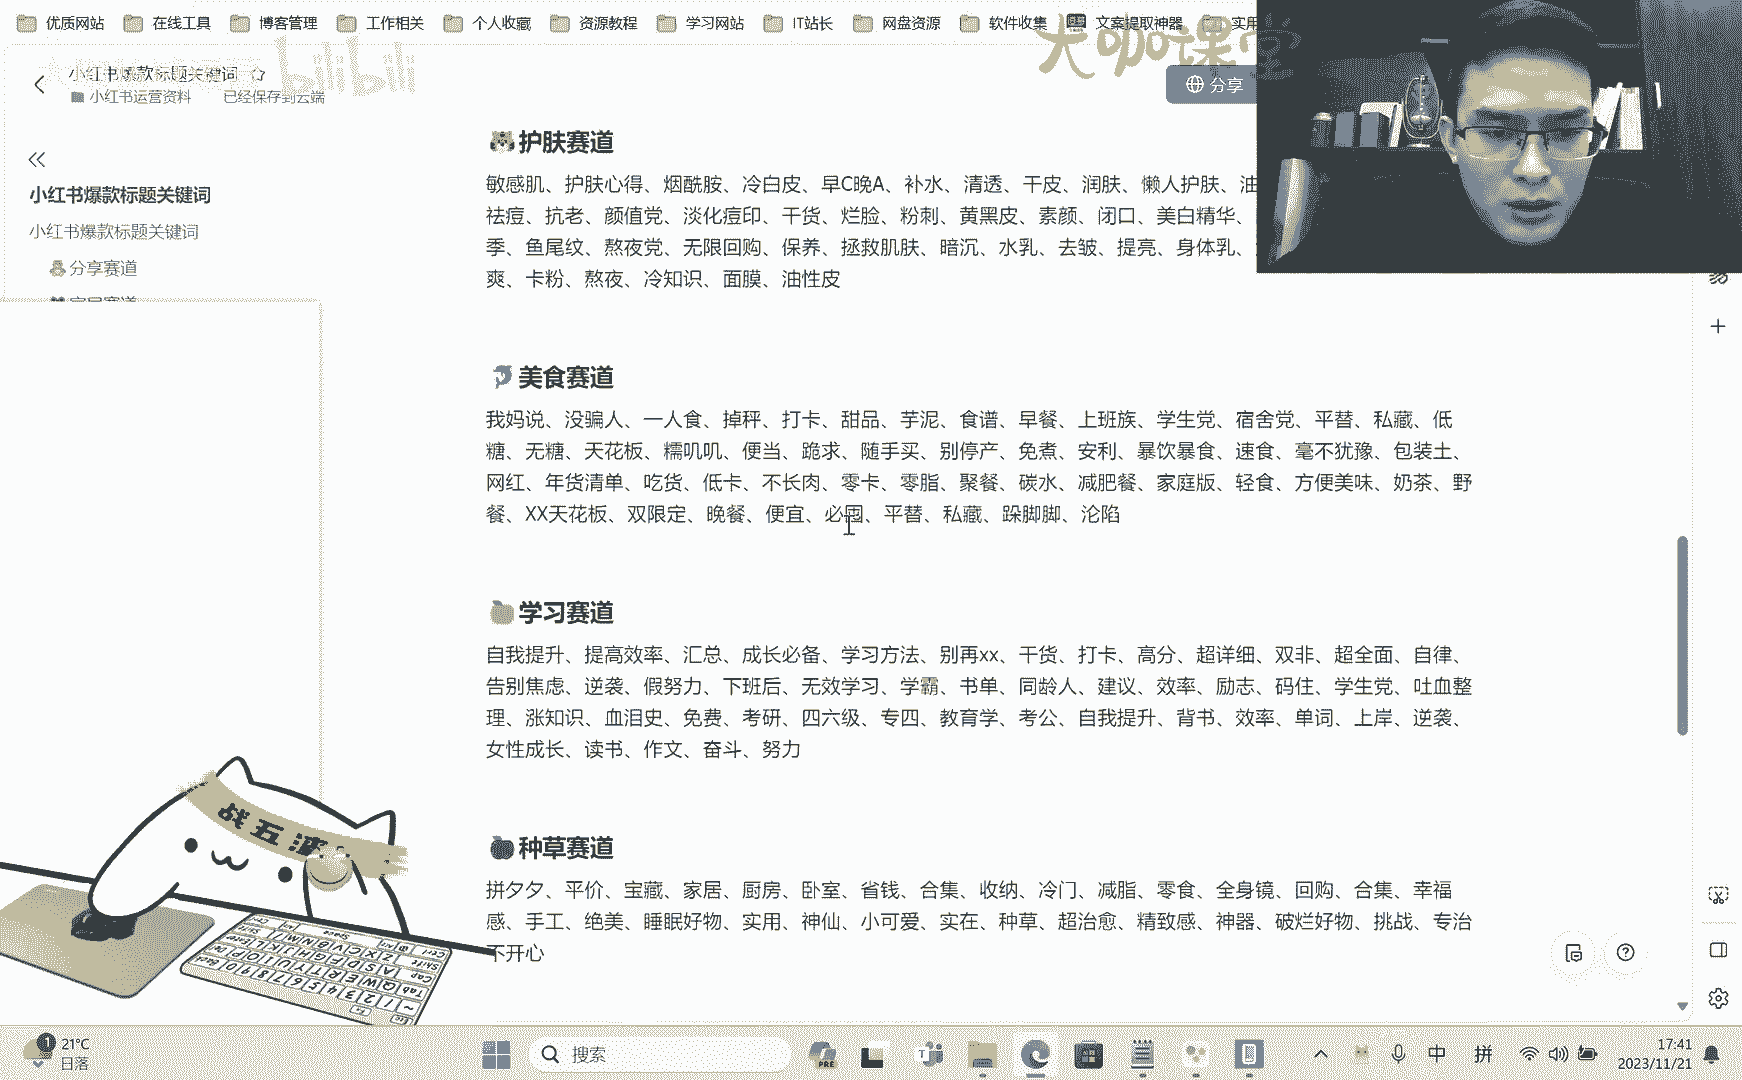 优质网站 在线工具 博客管理 工作相关 个人收藏 资源教程 学习网站 IT站长 网盘资源 软件收集 文案提取神器 实用
大咖课堂
bilibili
小红书爆款标题关键词
小红书运营资料 已经保存到云端
分享
小红书爆款标题关键词
小红书爆款标题关键词
分享赛道
家居赛道
护肤赛道
敏感肌、护肤心得、烟酰胺、冷白皮、早C晚A、补水、清透、干皮、润肤、懒人护肤、油
祛痘、抗老、颜值党、淡化痘印、干货、烂脸、粉刺、黄黑皮、素颜、闭口、美白精华、
季、鱼尾纹、熬夜党、无限回购、保养、拯救肌肤、暗沉、水乳、去皱、提亮、身体乳、
爽、卡粉、熬夜、冷知识、面膜、油性皮
美食赛道
我妈说、没骗人、一人食、掉秤、打卡、甜品、芋泥、食谱、早餐、上班族、学生党、宿舍党、平替、私藏、低
糖、无糖、天花板、糯叽叽、便当、跪求、随手买、别停产、免煮、安利、暴饮暴食、速食、毫不犹豫、包装土、
网红、年货清单、吃货、低卡、不长肉、零卡、零脂、聚餐、碳水、减肥餐、家庭版、轻食、方便美味、奶茶、野
餐、XX天花板、双限定、晚餐、便宜、必囤、平替、私藏、跺脚脚、沦陷
学习赛道
自我提升、提高效率、汇总、成长必备、学习方法、别再xx、干货、打卡、高分、超详细、双非、超全面、自律、
告别焦虑、逆袭、假努力、下班后、无效学习、学霸、书单、同龄人、建议、效率、励志、码住、学生党、吐血整
理、涨知识、血泪史、免费、考研、四六级、专四、教育学、考公、自我提升、背书、效率、单词、上岸、逆袭、
女性成长、读书、作文、奋斗、努力
种草赛道
拼夕夕、平价、宝藏、家居、厨房、卧室、省钱、合集、收纳、冷门、减脂、零食、全身镜、回购、合集、幸福
感、手工、绝美、睡眠好物、实用、神仙、小可爱、实在、种草、超治愈、精致感、神器、破烂好物、挑战、专治
不开心
战五渣
1 21°C
日落
搜索
PRE
中 拼
17:41
2023/11/21